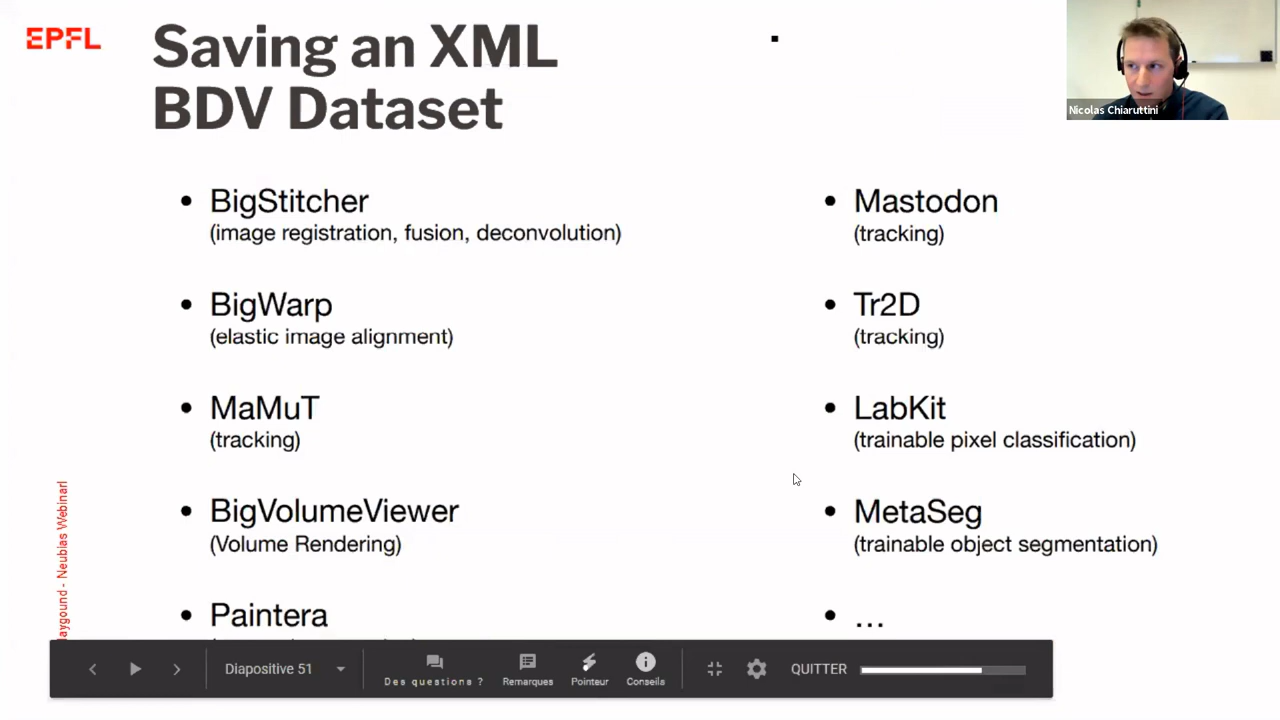 EPFL
Saving an XML
BDV Dataset
Nicolas Chiaruttini
• BigStitcher
(image registration, fusion, deconvolution)
• BigWarp
(elastic image alignment)
• MaMuT
(tracking)
• BigVolumeViewer
(Volume Rendering)
• Paintera
• Mastodon
(tracking)
• Tr2D
(tracking)
• LabKit
(trainable pixel classification)
• MetaSeg
(trainable object segmentation)
• ...
aygound - Neubias Webinarl
Diapositive 51
Des questions ?
Remarques
Pointeur
Conseils
QUITTER